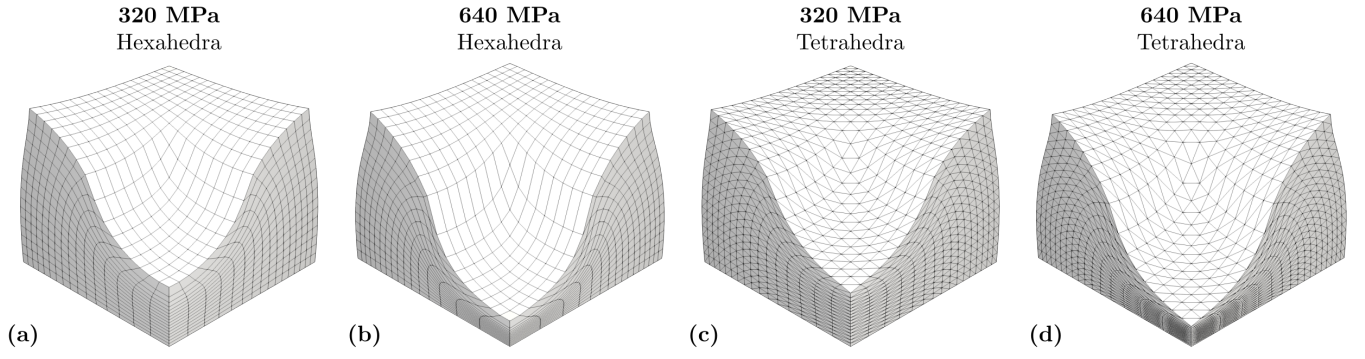 320 MPa
Hexahedra
640 MPa
Hexahedra
320 MPa
Tetrahedra
640 MPa
Tetrahedra
(a)
(b)
(c)
(d)